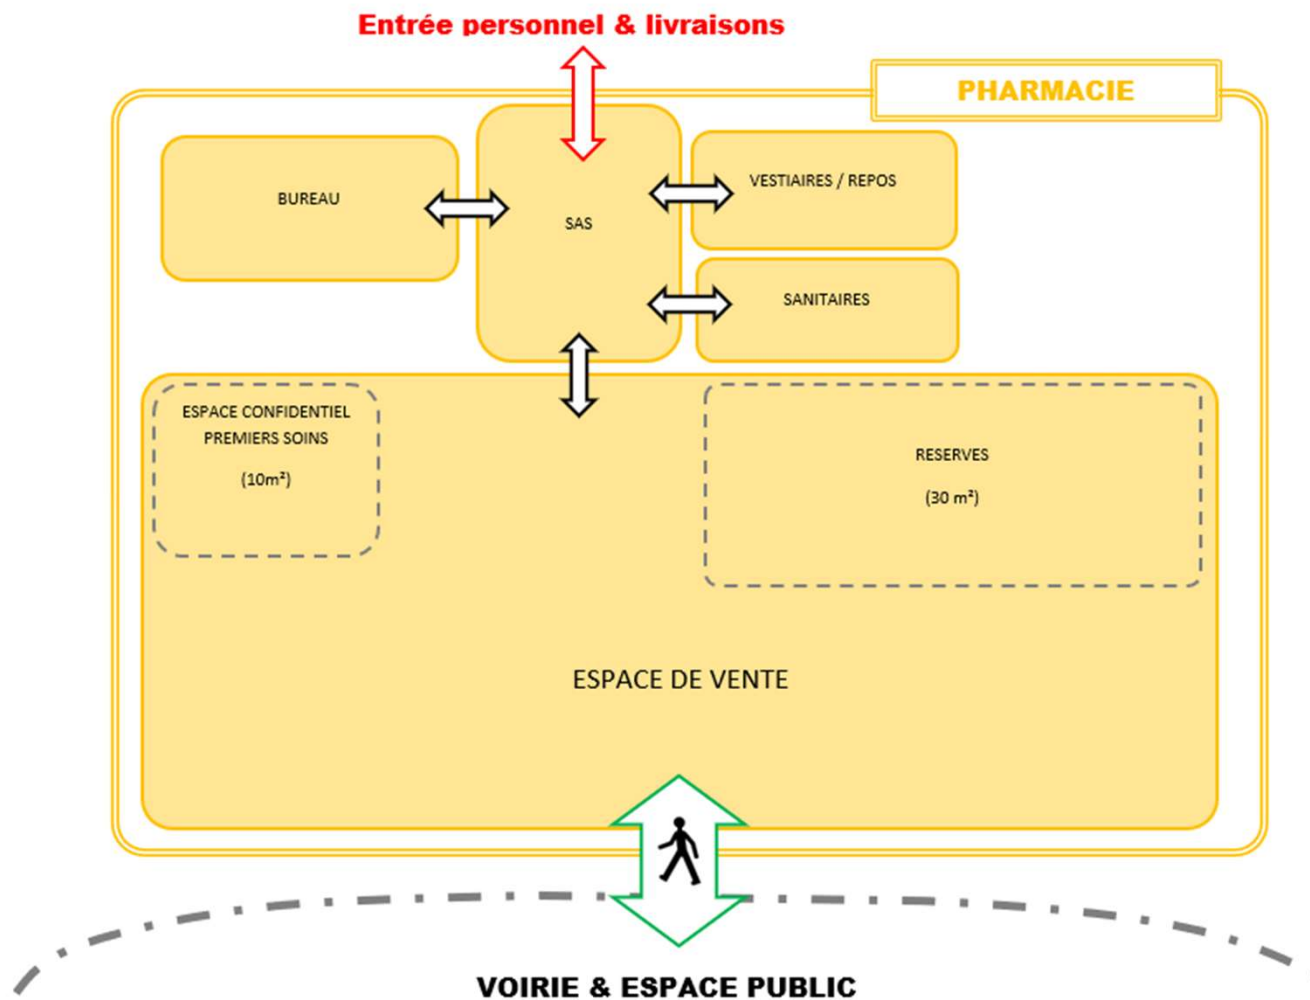 Entrée personnel & livraisons
PHARMACIE
BUREAU
SAS
VESTIAIRES / REPOS
SANITAIRES
ESPACE CONFIDENTIEL
PREMIERS SOINS
(10m²)
RESERVES
(30 m²)
ESPACE DE VENTE
VOIRIE & ESPACE PUBLIC